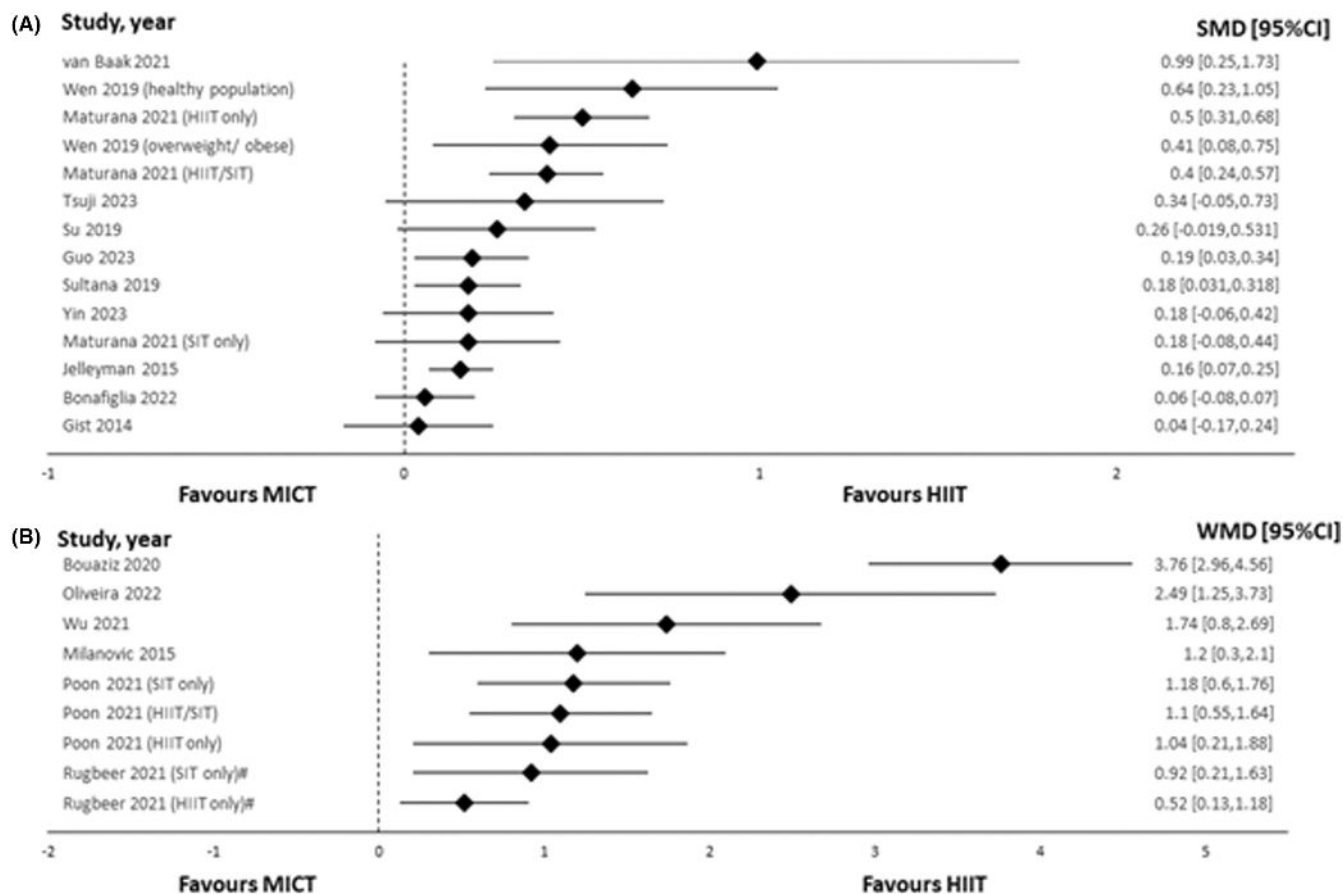 (A) Study, year SMD [95%CI]
van Baak 2021 0.99 [0.25,1.73]
Wen 2019 (healthy population) 0.64 [0.23,1.05]
Maturana 2021 (HIIT only) 0.5 [0.31,0.68]
Wen 2019 (overweight/ obese) 0.41 [0.08,0.75]
Maturana 2021 (HIIT/SIT) 0.4 [0.24,0.57]
Tsuji 2023 0.34 [-0.05,0.73]
Su 2019 0.26 [-0.019,0.531]
Guo 2023 0.19 [0.03,0.34]
Sultana 2019 0.18 [0.031,0.318]
Yin 2023 0.18 [-0.06,0.42]
Maturana 2021 (SIT only) 0.18 [-0.08,0.44]
Jelleyman 2015 0.16 [0.07,0.25]
Bonafiglia 2022 0.06 [-0.08,0.07]
Gist 2014 0.04 [-0.17,0.24]
-1 0 1 2
Favours MICT Favours HIIT
(B) Study, year WMD [95%CI]
Bouaziz 2020 3.76 [2.96,4.56]
Oliveira 2022 2.49 [1.25,3.73]
Wu 2021 1.74 [0.8,2.69]
Milanovic 2015 1.2 [0.3,2.1]
Poon 2021 (SIT only) 1.18 [0.6,1.76]
Poon 2021 (HIIT/SIT) 1.1 [0.55,1.64]
Poon 2021 (HIIT only) 1.04 [0.21,1.88]
Rugbeer 2021 (SIT only)# 0.92 [0.21,1.63]
Rugbeer 2021 (HIIT only)# 0.52 [0.13,1.18]
-2 -1 0 1 2 3 4 5
Favours MICT Favours HIIT